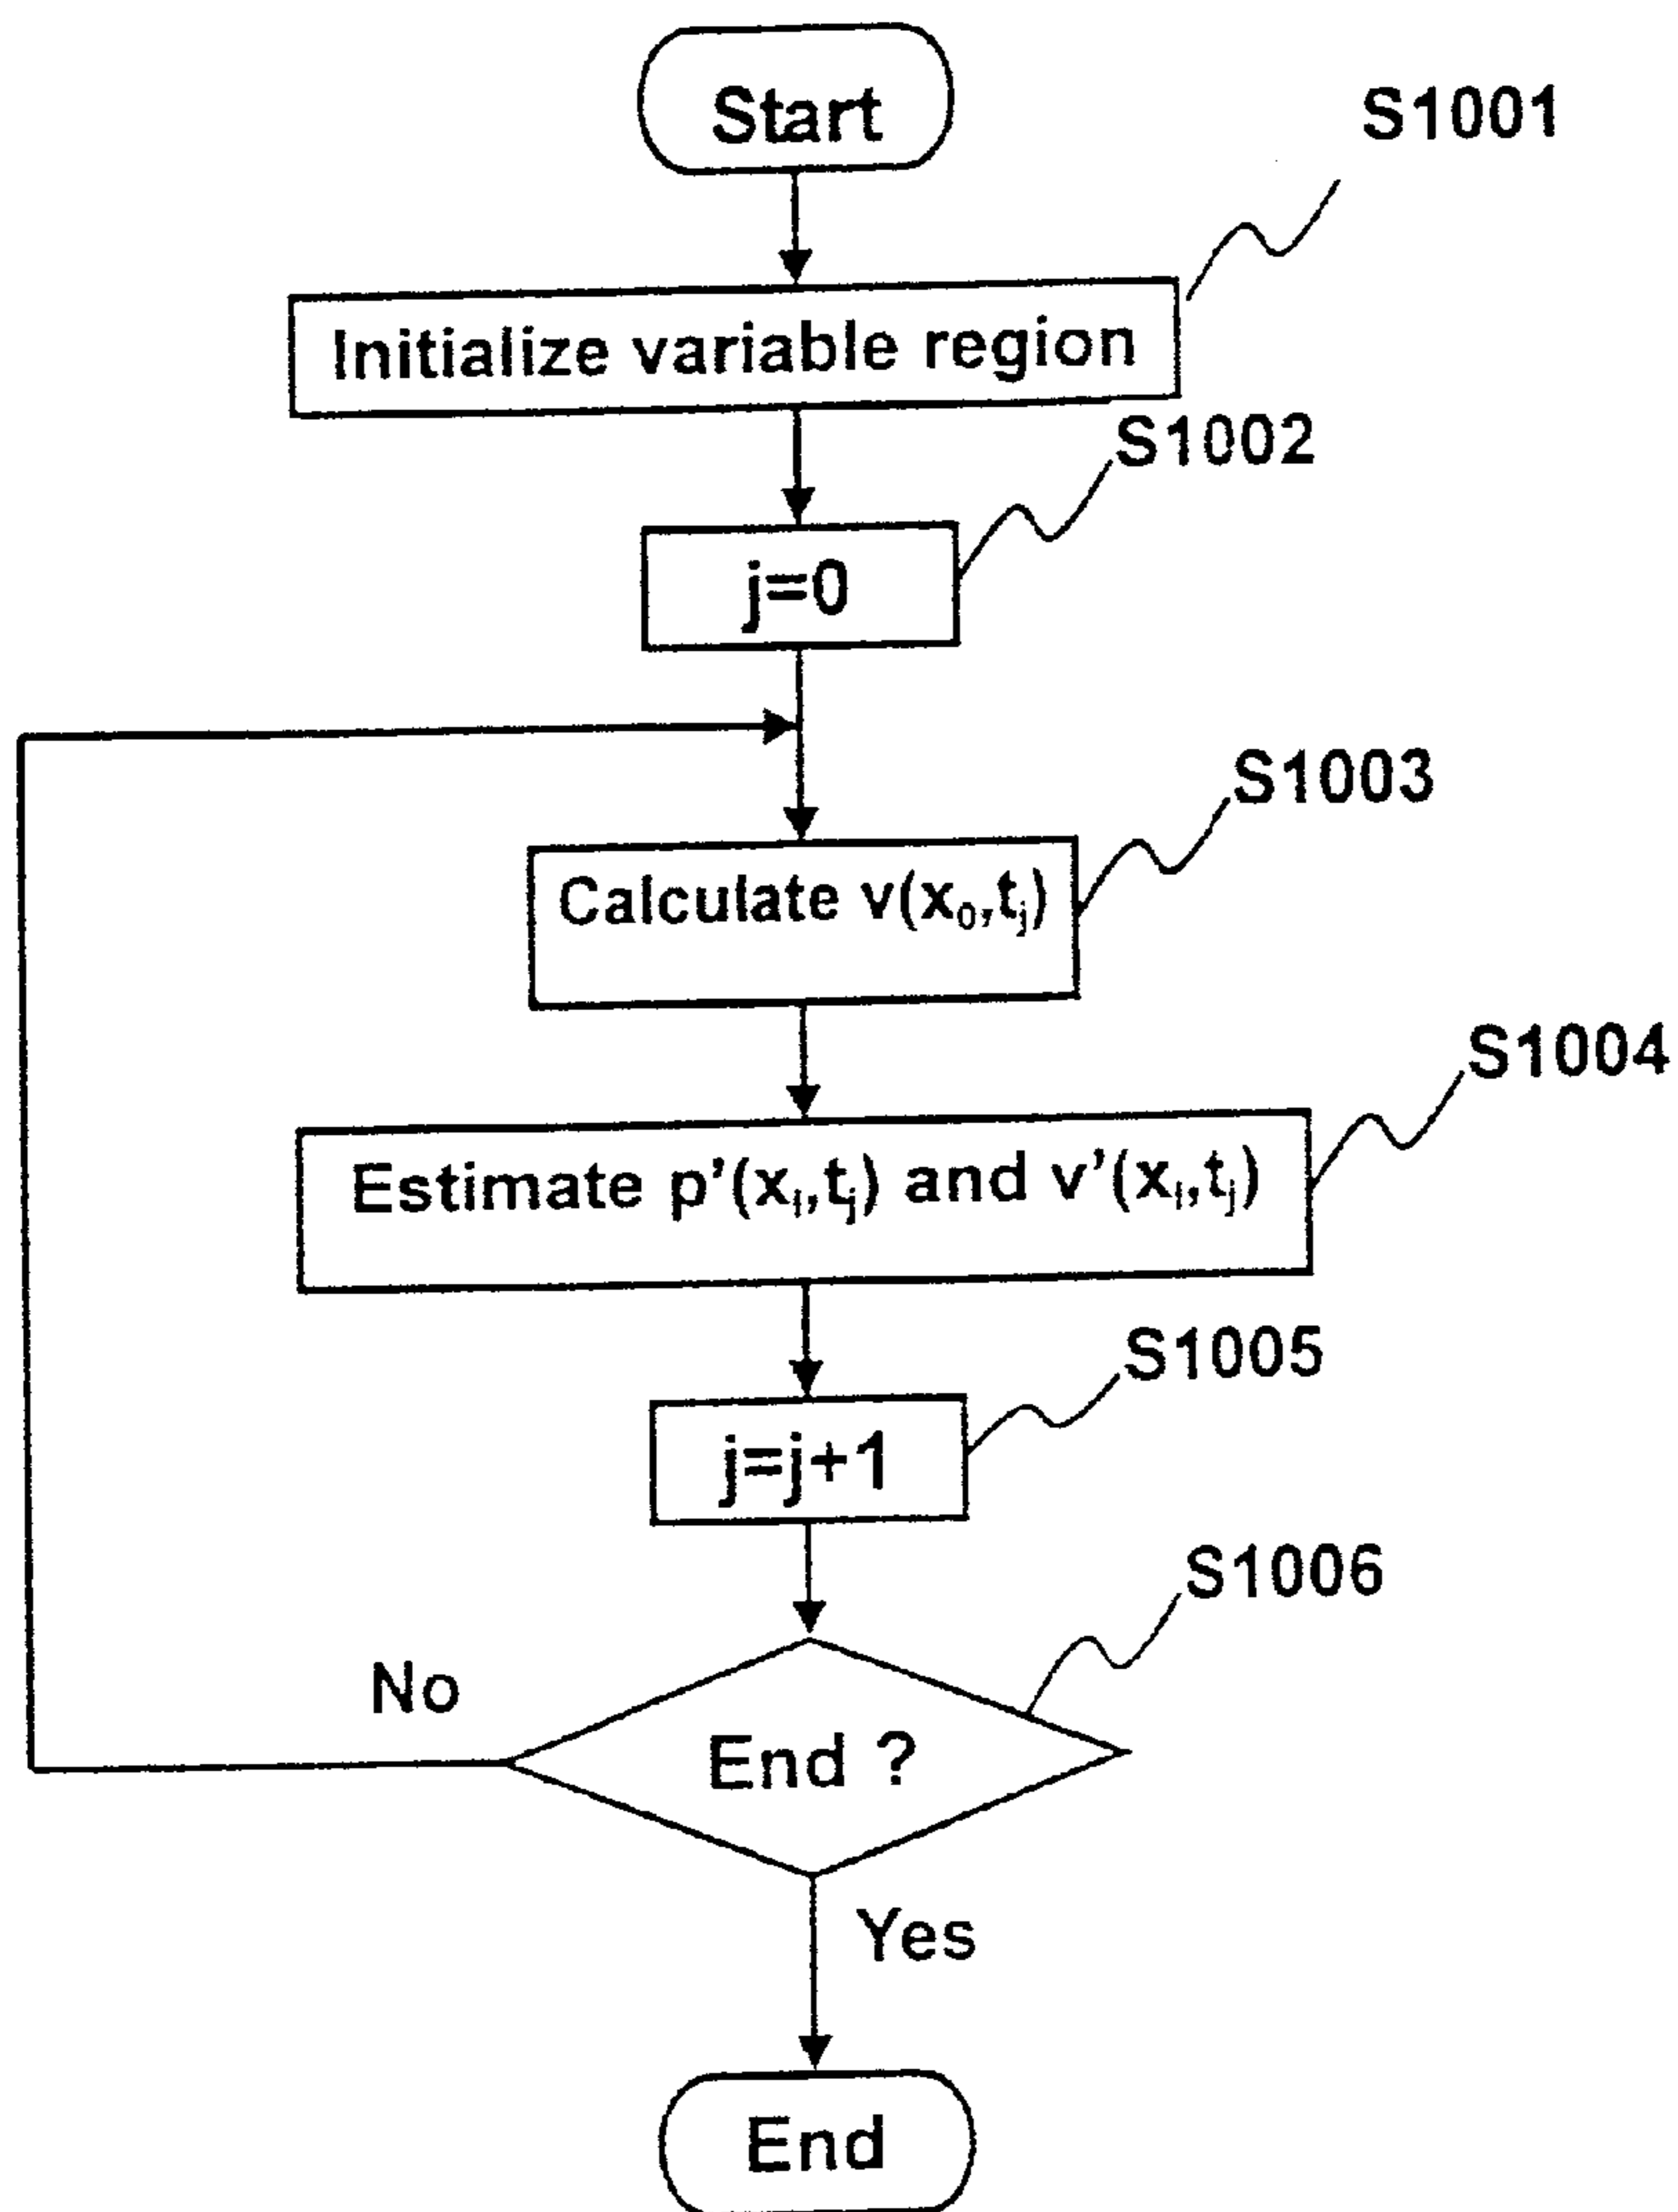 Start
S1001
Initialize variable region
S1002
j=0
S1003
Calculate v(x₀,tⱼ)
S1004
Estimate p’(xᵢ,tⱼ) and v’(xᵢ,tⱼ)
S1005
j=j+1
S1006
No
End ?
Yes
End